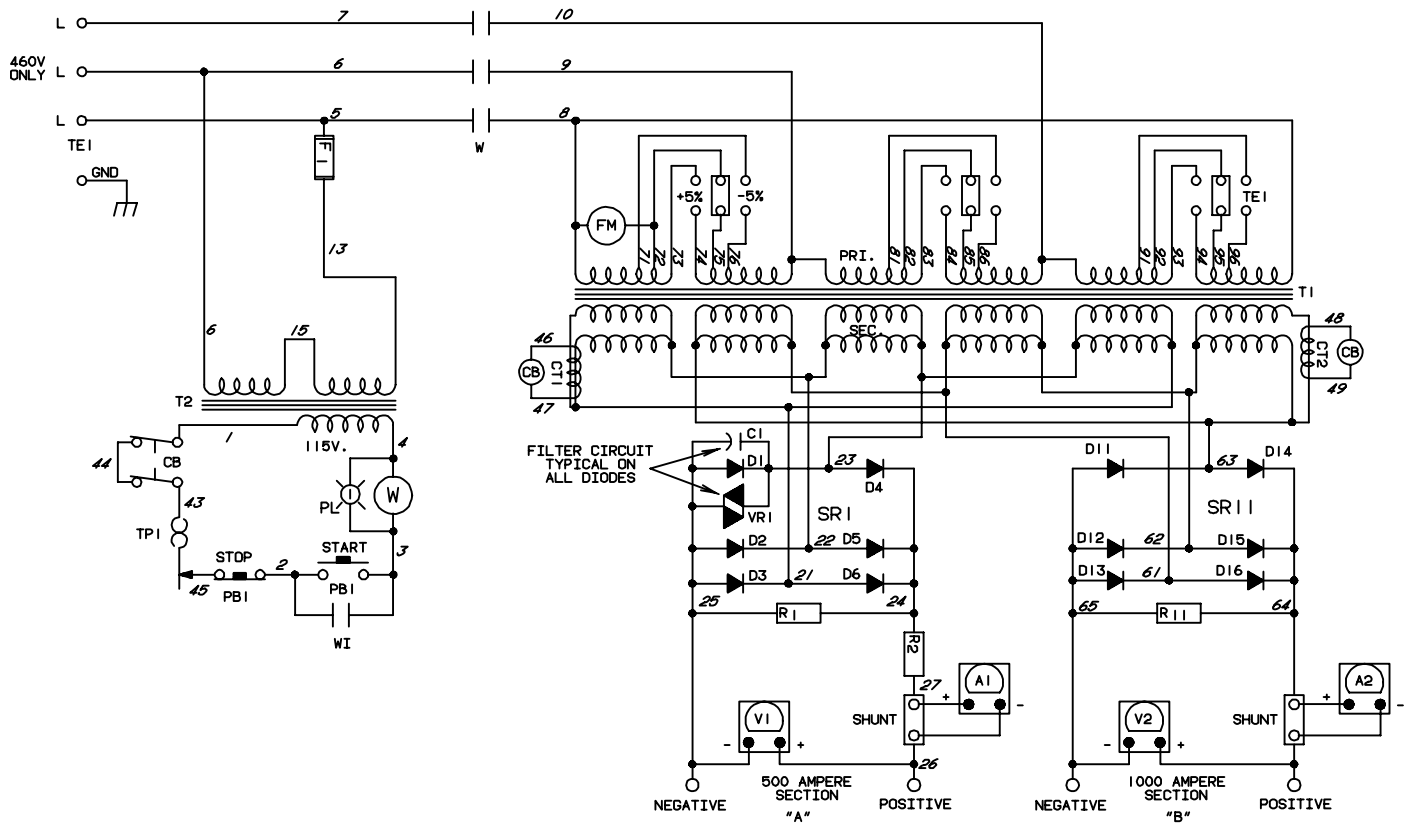 L 7 10
460V
ONLY
L 6 9
L 5 8
TE1
W
GND
F1
+5% -5%
TE1
FM
71 72 73 74 75 76
PRI.
81 82 83 84 85 86
91 92 93 94 95 96
13
T1
6 15
SEC.
46 48
CB CT1 CT2 CB
47 49
T2
1 115V. 4
44 CB
43
PL W
TP1
STOP START
2 3
45 PB1 PB1
W1
FILTER CIRCUIT
TYPICAL ON
ALL DIODES
C1
D1 23 D4
VR1 SR1
D2 22 D5
D3 21 D6
25 24
R1
R2
27
A1
+ -
SHUNT
V1
- +
26
500 AMPERE
SECTION
"A"
NEGATIVE POSITIVE
D11 63 D14
SR11
D12 62 D15
D13 61 D16
65 64
R11
A2
+ -
SHUNT
V2
- +
1000 AMPERE
SECTION
"B"
NEGATIVE POSITIVE